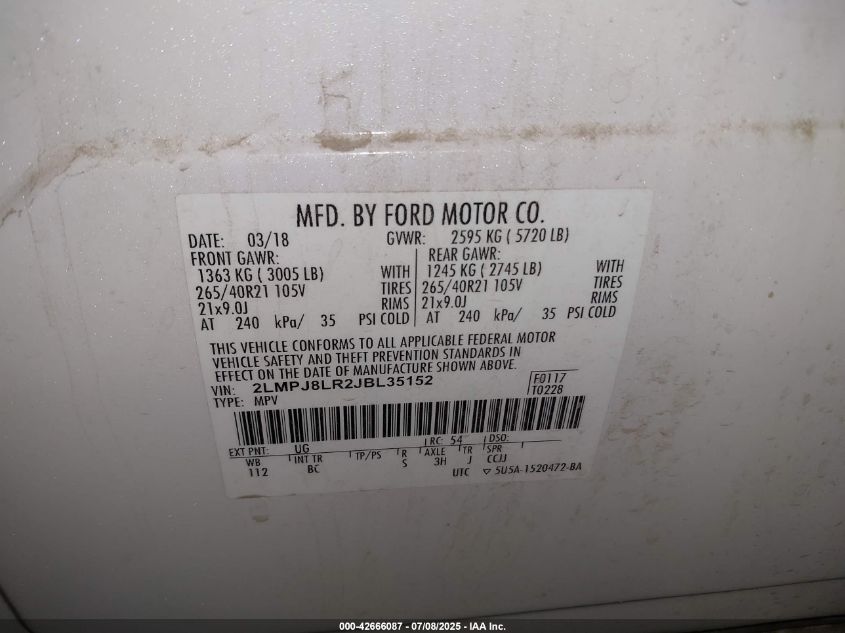 MFD. BY FORD MOTOR CO.
DATE: 03/18 GVWR: 2595 KG ( 5720 LB)
FRONT GAWR: REAR GAWR:
1363 KG ( 3005 LB) WITH 1245 KG ( 2745 LB) WITH
265/40R21 105V TIRES 265/40R21 105V TIRES
21x9.0J RIMS 21x9.0J RIMS
AT 240 kPa/ 35 PSI COLD AT 240 kPa/ 35 PSI COLD
THIS VEHICLE CONFORMS TO ALL APPLICABLE FEDERAL MOTOR
VEHICLE SAFETY AND THEFT PREVENTION STANDARDS IN
EFFECT ON THE DATE OF MANUFACTURE SHOWN ABOVE.
VIN: 2LMPJ8LR2JBL35152 F0117
TYPE: MPV T0228
EXT PNT: UG RC: 54 DSO:
WB INT TR TP/PS R AXLE TR SPR
112 BC S 3H J CCJJ
UTC ▽ 5U5A-1520472-BA
000-42666087 - 07/08/2025 - IAA Inc.